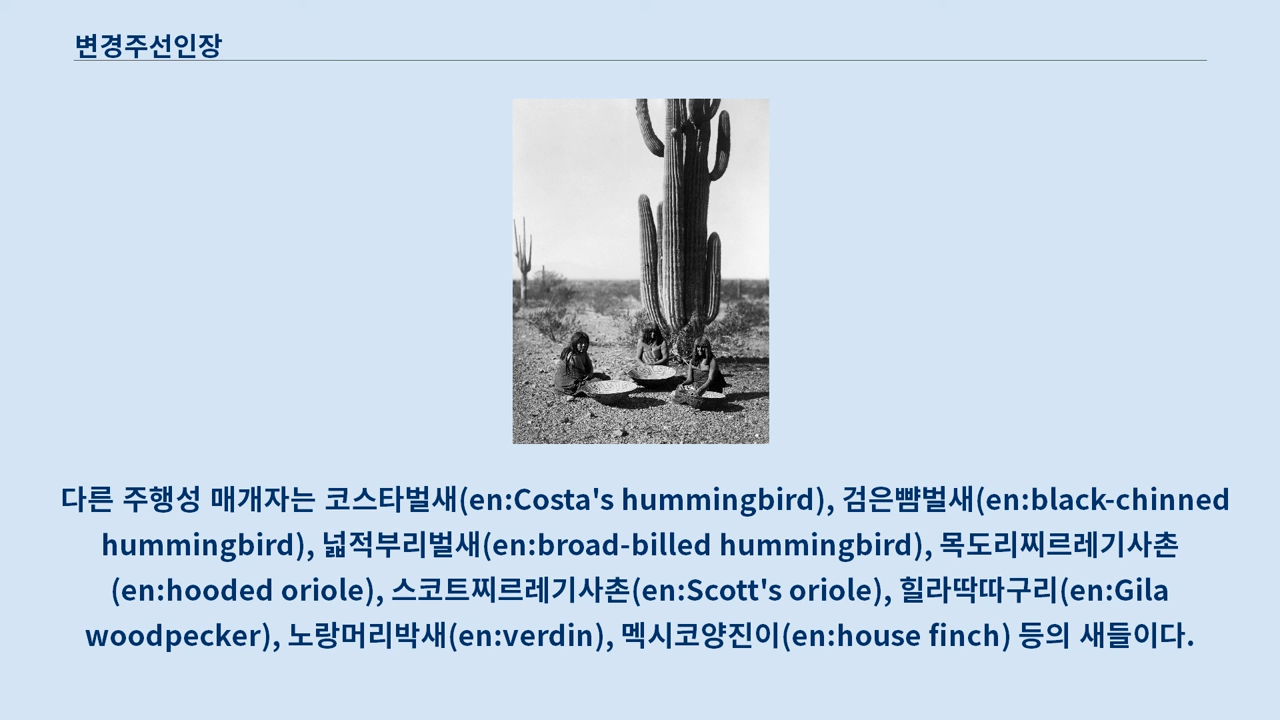 변경주선인장
다른 주행성 매개자는 코스타벌새(en:Costa's hummingbird), 검은뺨벌새(en:black-chinned
hummingbird), 넓적부리벌새(en:broad-billed hummingbird), 목도리찌르레기사촌
(en:hooded oriole), 스코트찌르레기사촌(en:Scott's oriole), 힐라딱따구리(en:Gila
woodpecker), 노랑머리박새(en:verdin), 멕시코양진이(en:house finch) 등의 새들이다.